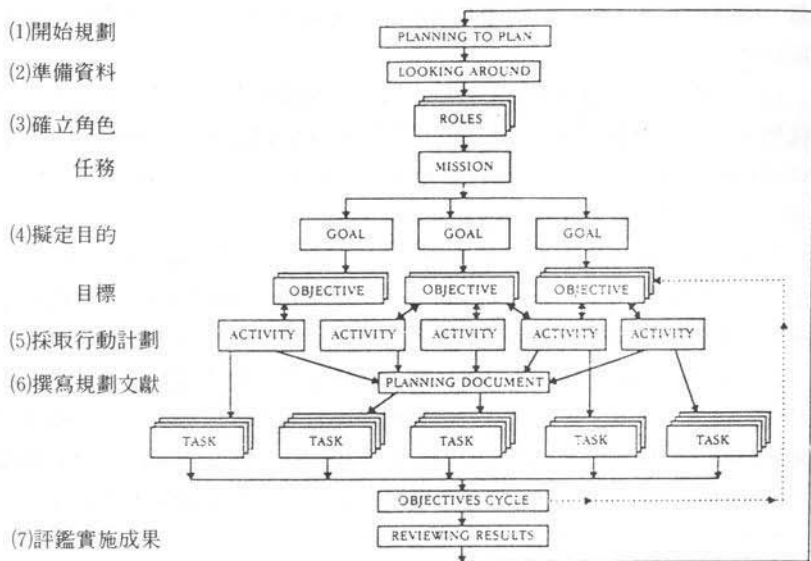 (1)開始規劃
PLANNING TO PLAN
(2)準備資料
LOOKING AROUND
(3)確立角色
ROLES
任務
MISSION
(4)擬定目的
GOAL GOAL GOAL
目標
OBJECTIVE OBJECTIVE OBJECTIVE
(5)採取行動計劃
ACTIVITY ACTIVITY ACTIVITY ACTIVITY ACTIVITY
(6)撰寫規劃文獻
PLANNING DOCUMENT
TASK TASK TASK TASK TASK
OBJECTIVES CYCLE
(7)評鑑實施成果
REVIEWING RESULTS